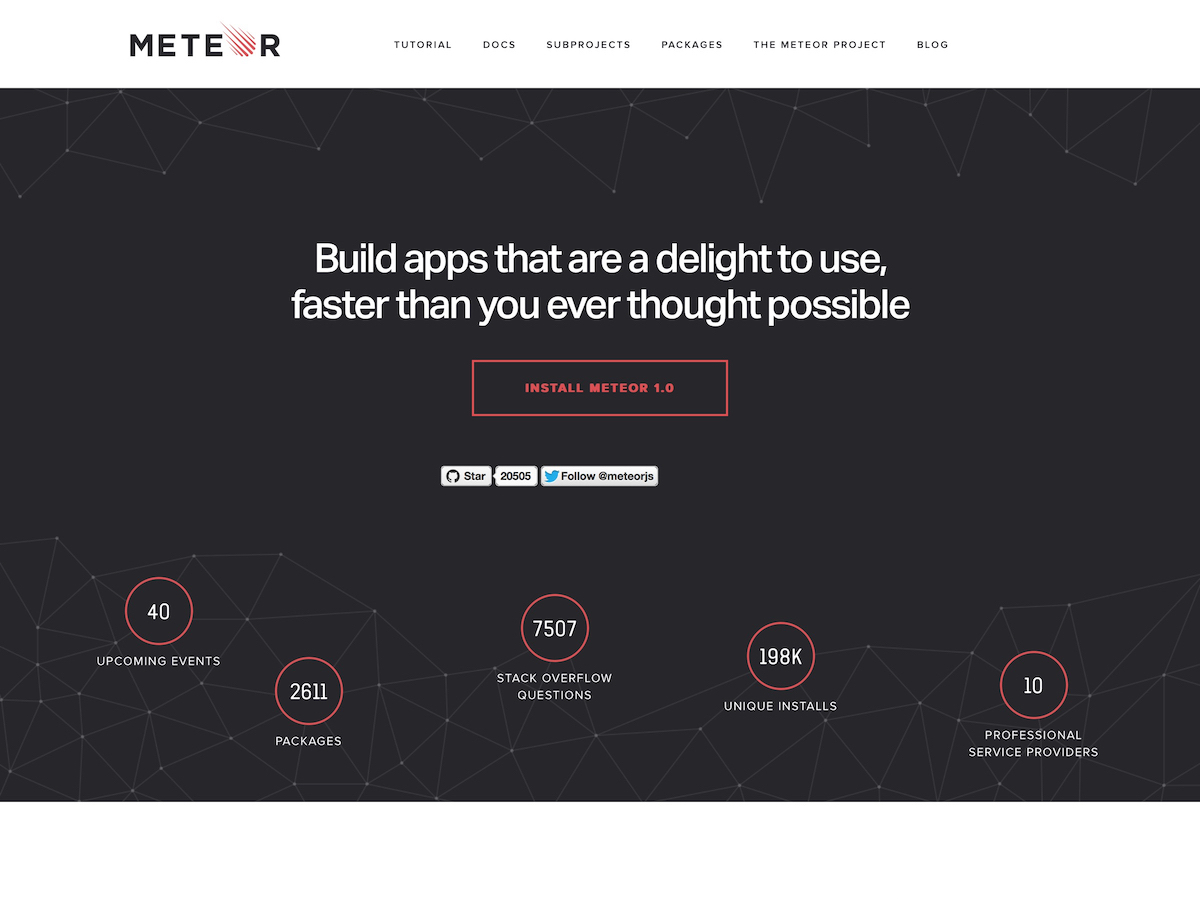 METEOR
TUTORIAL
DOCS
SUBPROJECTS
PACKAGES
THE METEOR PROJECT
BLOG
Build apps that are a delight to use,
faster than you ever thought possible
INSTALL METEOR 1.0
Star
20505
Follow @meteorjs
40
UPCOMING EVENTS
2611
PACKAGES
7507
STACK OVERFLOW
QUESTIONS
198K
UNIQUE INSTALLS
10
PROFESSIONAL
SERVICE PROVIDERS